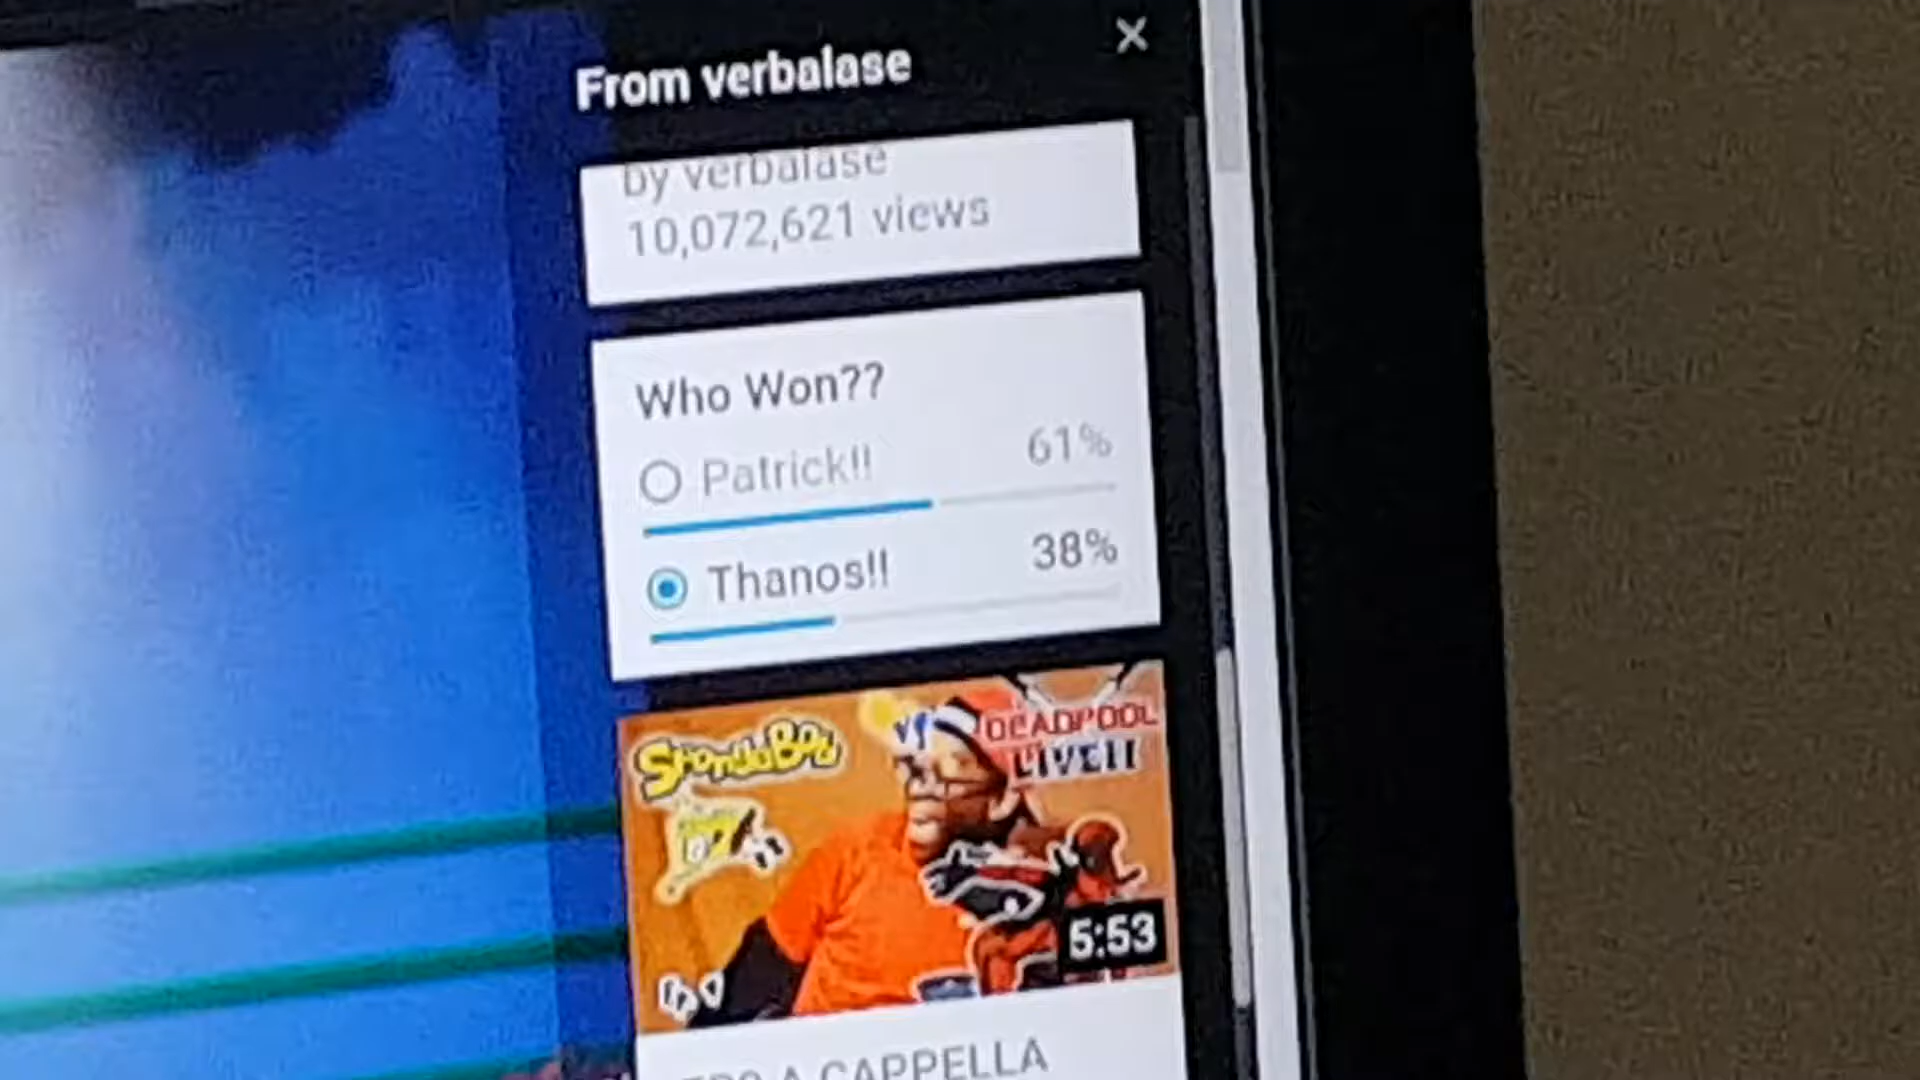 From verbalase
by verbalase
10,072,621 views
Who Won??
Patrick!! 61%
Thanos!! 38%
SpongeBob
DEADPOOL
LIVE!!
5:53
A CAPPELLA